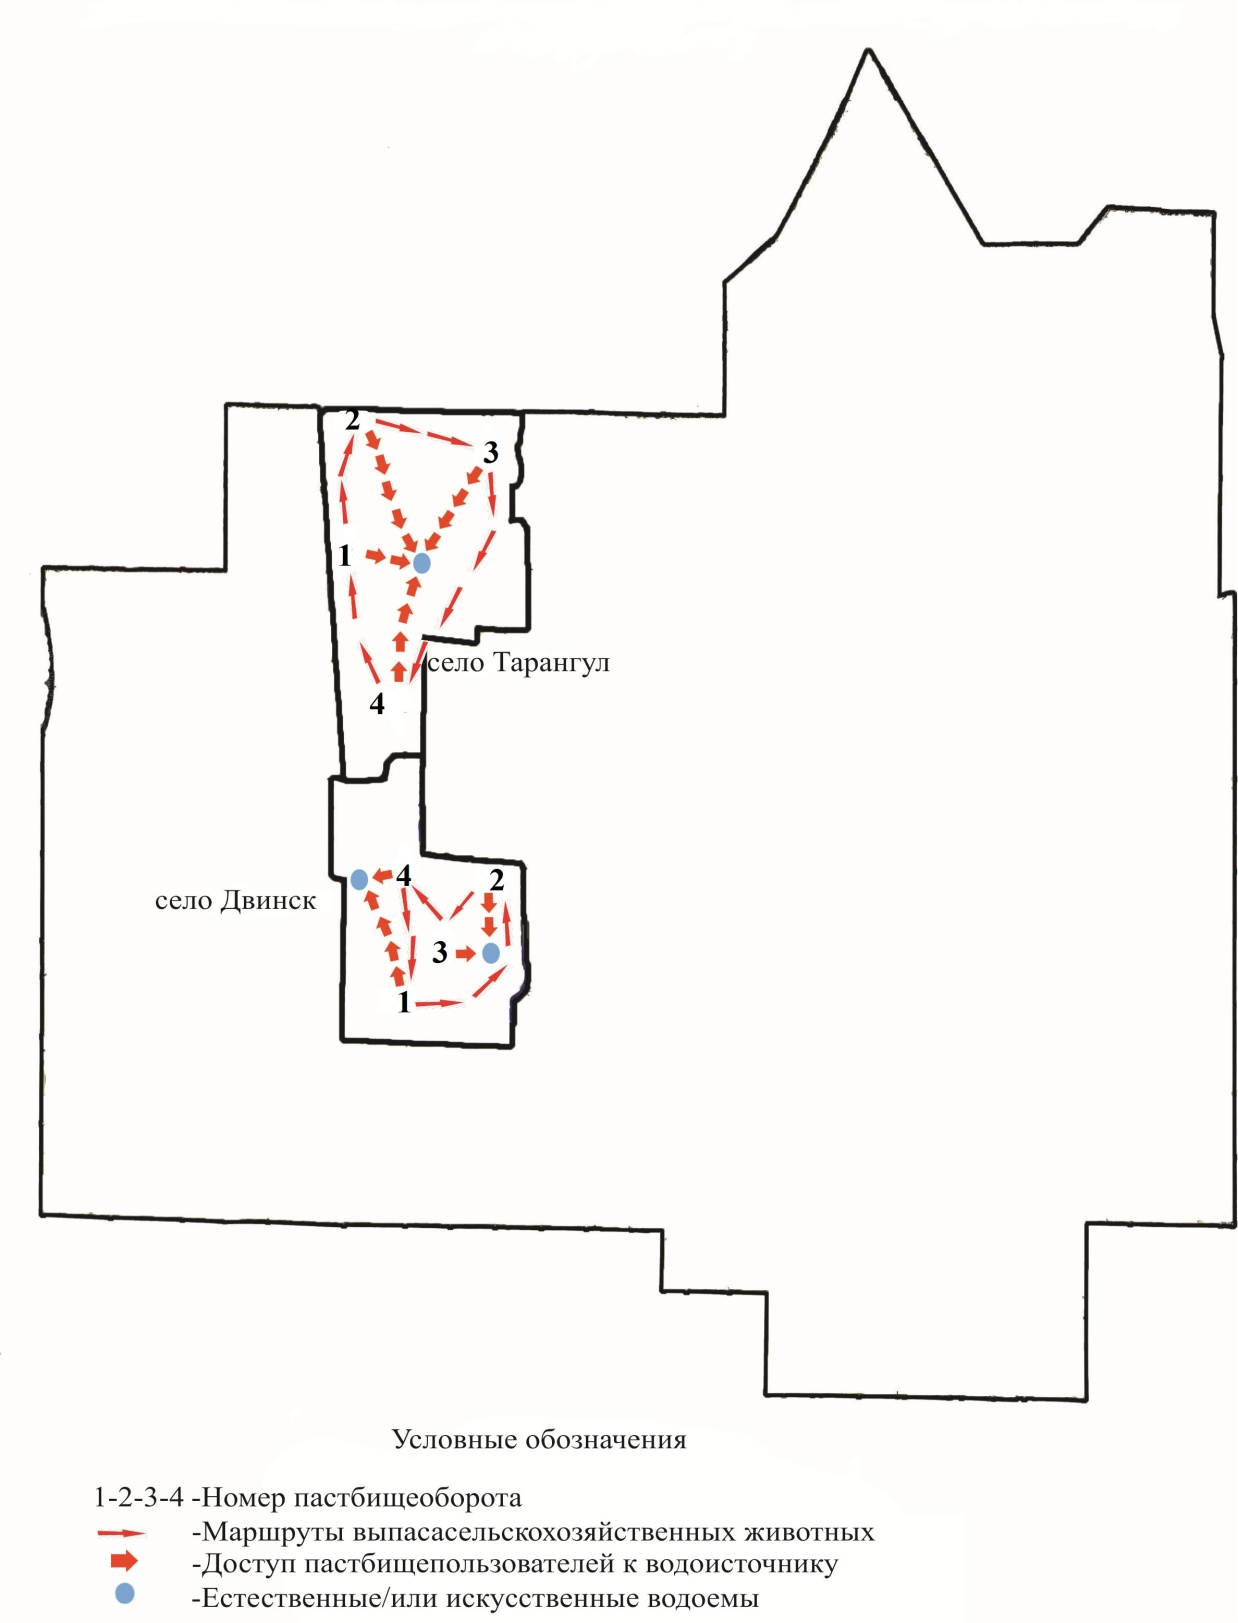 2
3
1
село Тарангул
4
4
2
село Двинск
3
1
Условные обозначения
1-2-3-4 -Номер пастбищеоборота
-Маршруты выпасасельскохозяйственных животных
-Доступ пастбищепользователей к водоисточнику
-Естественные/или искусственные водоемы